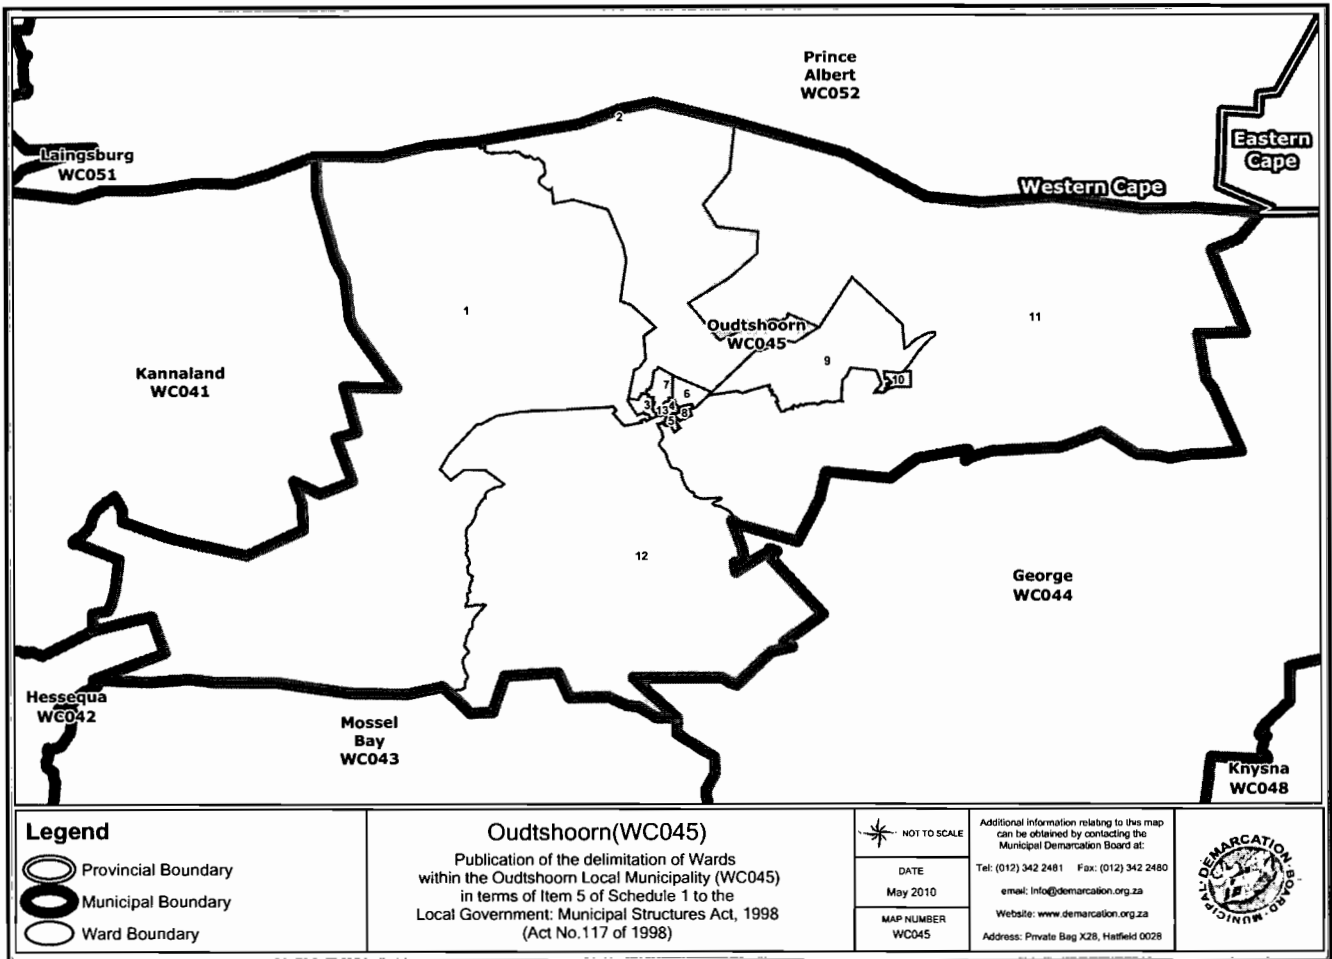 Prince
Albert
WC052
2
Eastern
Cape
Laingsburg
WC051
Western Cape
1
11
Oudtshoorn
WC045
9
Kannaland
WC041
10
7
6
3
4
13
8
5
12
George
WC044
Hessequa
WC042
Mossel
Bay
WC043
Knysna
WC048
Legend
Provincial Boundary
Municipal Boundary
Ward Boundary
Oudtshoorn(WC045)
Publication of the delimitation of Wards
within the Oudtshoorn Local Municipality (WC045)
in terms of Item 5 of Schedule 1 to the
Local Government: Municipal Structures Act, 1998
(Act No.117 of 1998)
NOT TO SCALE
DATE
May 2010
MAP NUMBER
WC045
Additional information relating to this map
can be obtained by contacting the
Municipal Demarcation Board at:
Tel: (012) 342 2481 Fax: (012) 342 2480
email: info@demarcation.org.za
Website: www.demarcation.org.za
Address: Private Bag X28, Hatfield 0028
MUNICIPAL·DEMARCATION·BOARD